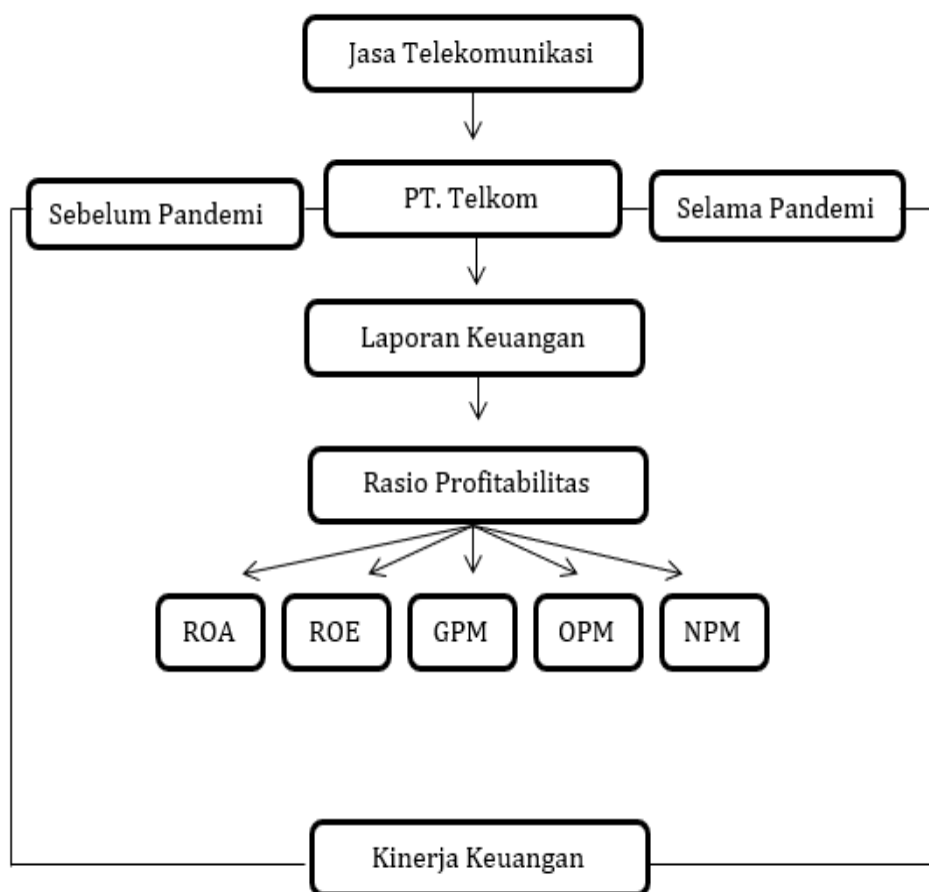 Jasa Telekomunikasi
Sebelum Pandemi
PT. Telkom
Selama Pandemi
Laporan Keuangan
Rasio Profitabilitas
ROA
ROE
GPM
OPM
NPM
Kinerja Keuangan